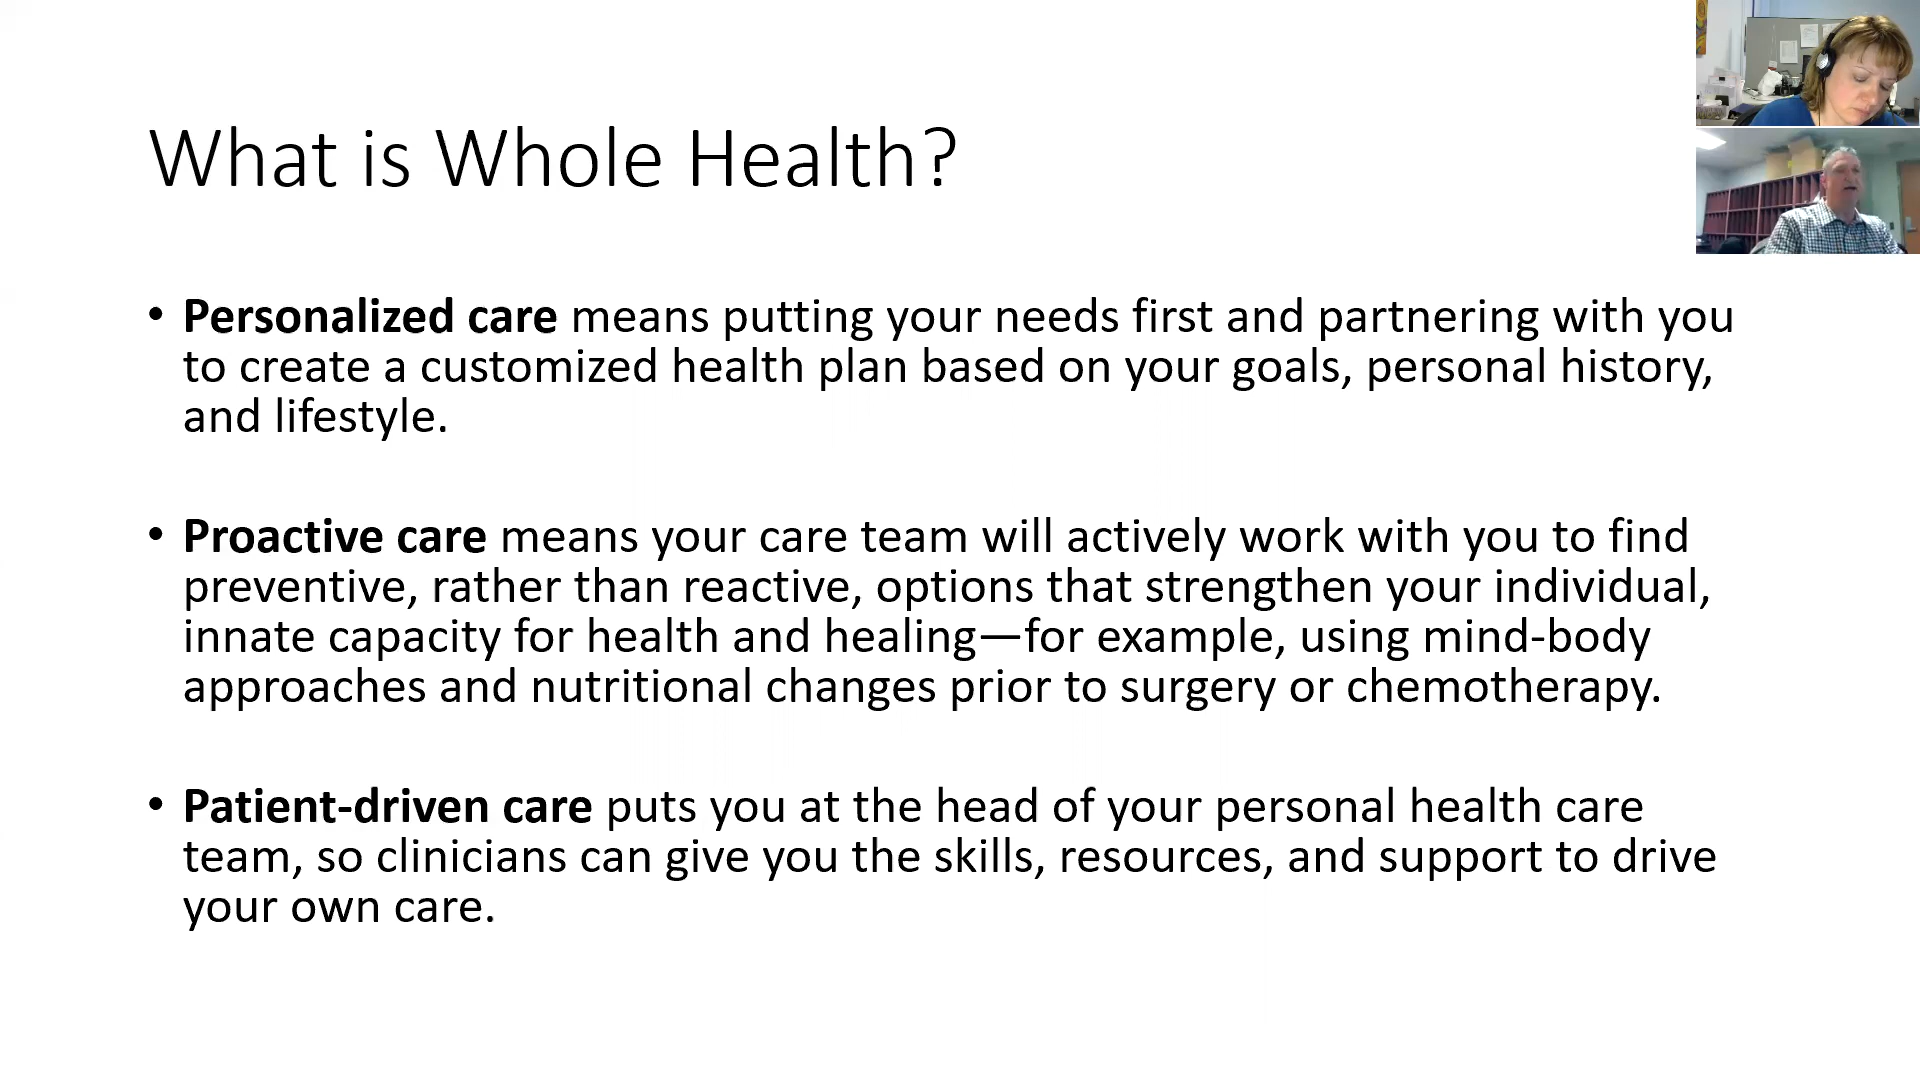 What is Whole Health?
• Personalized care means putting your needs first and partnering with you
to create a customized health plan based on your goals, personal history,
and lifestyle.
• Proactive care means your care team will actively work with you to find
preventive, rather than reactive, options that strengthen your individual,
innate capacity for health and healing—for example, using mind-body
approaches and nutritional changes prior to surgery or chemotherapy.
• Patient-driven care puts you at the head of your personal health care
team, so clinicians can give you the skills, resources, and support to drive
your own care.